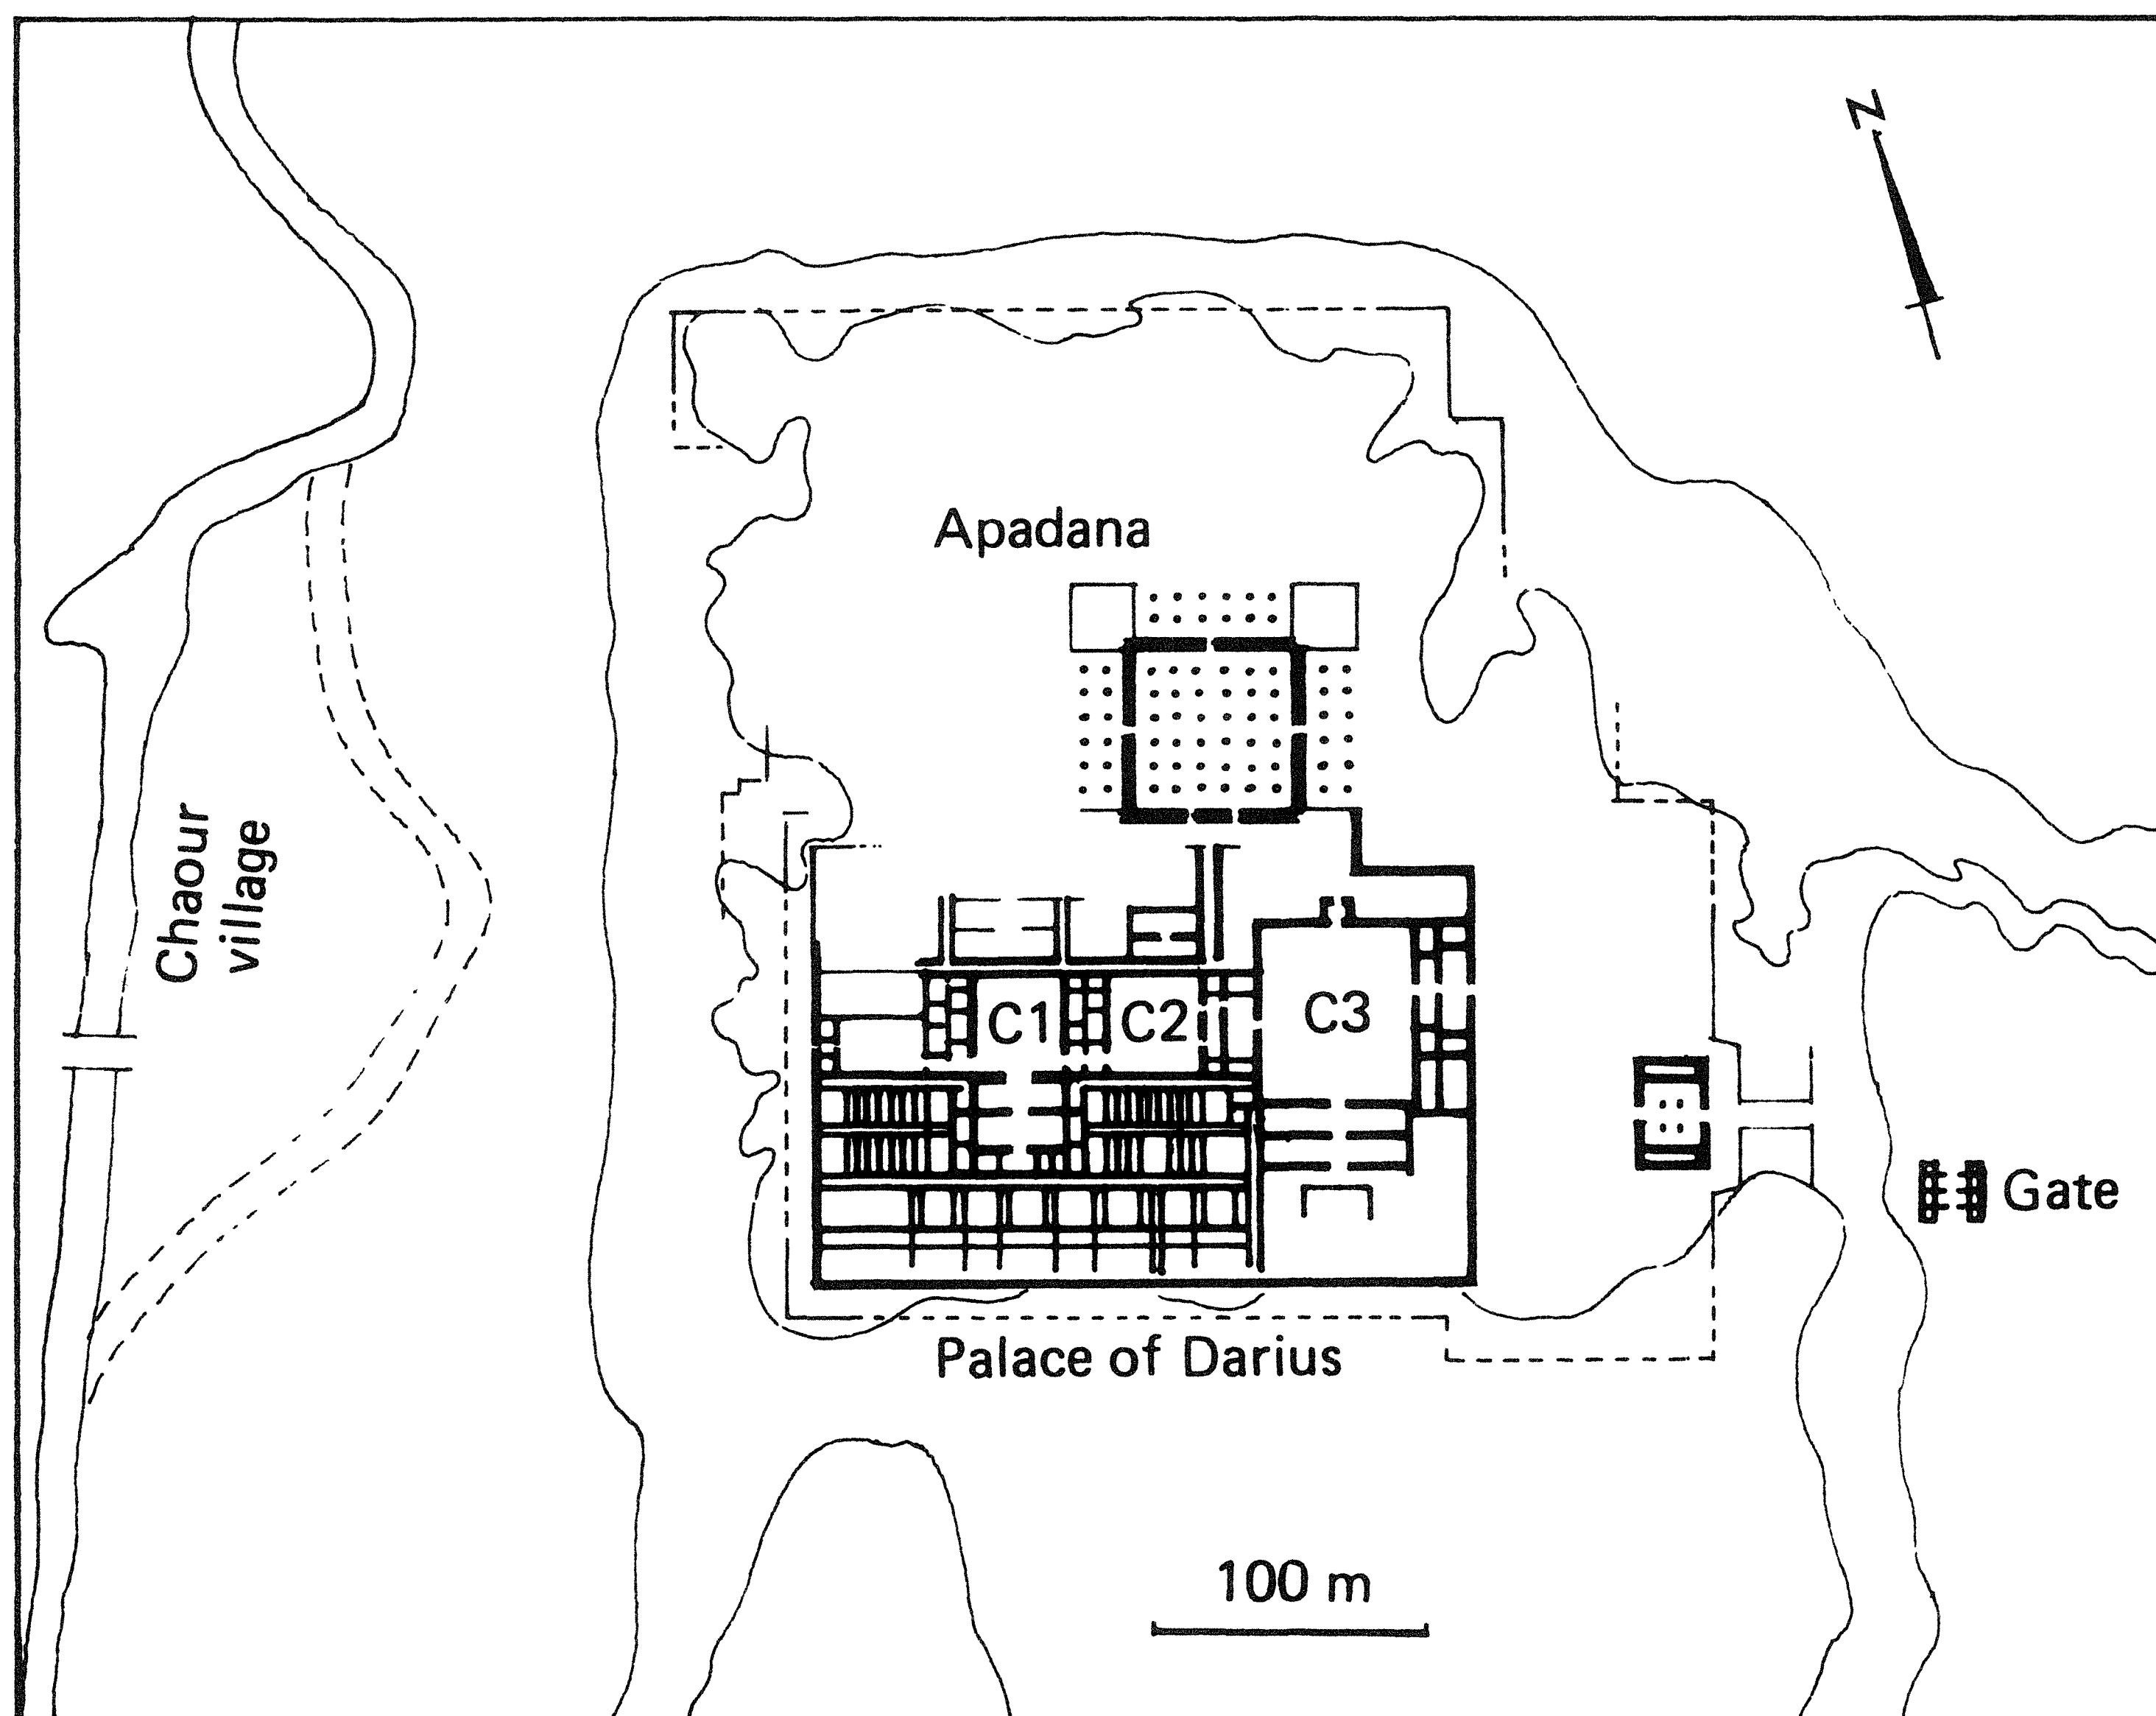 N
Apadana
Chaour
village
C1
C2
C3
Gate
Palace of Darius
100 m